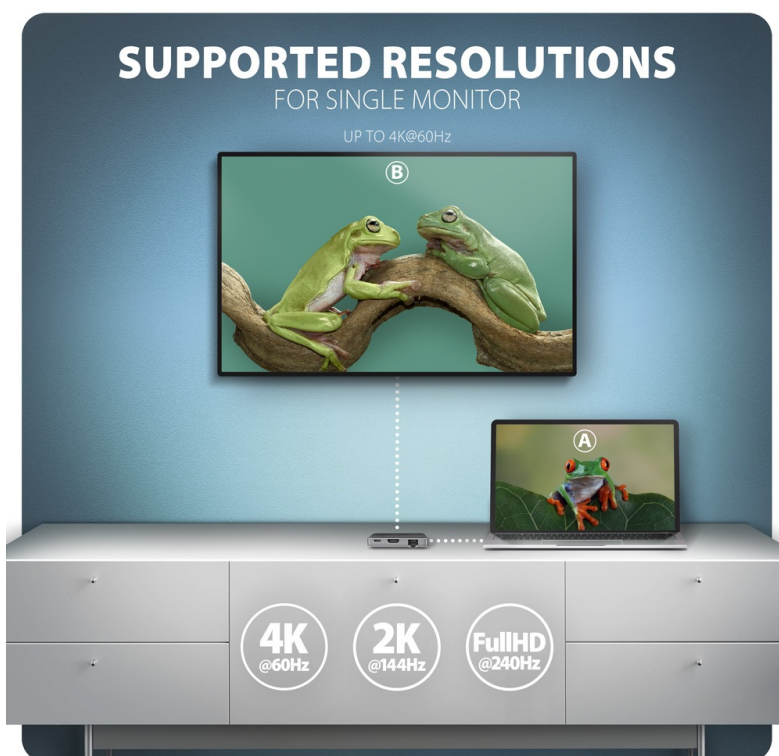 SUPPORTED RESOLUTIONS
FOR SINGLE MONITOR
UP TO 4K@60Hz
B
A
4K
@60Hz
2K
@144Hz
FullHD
@240Hz